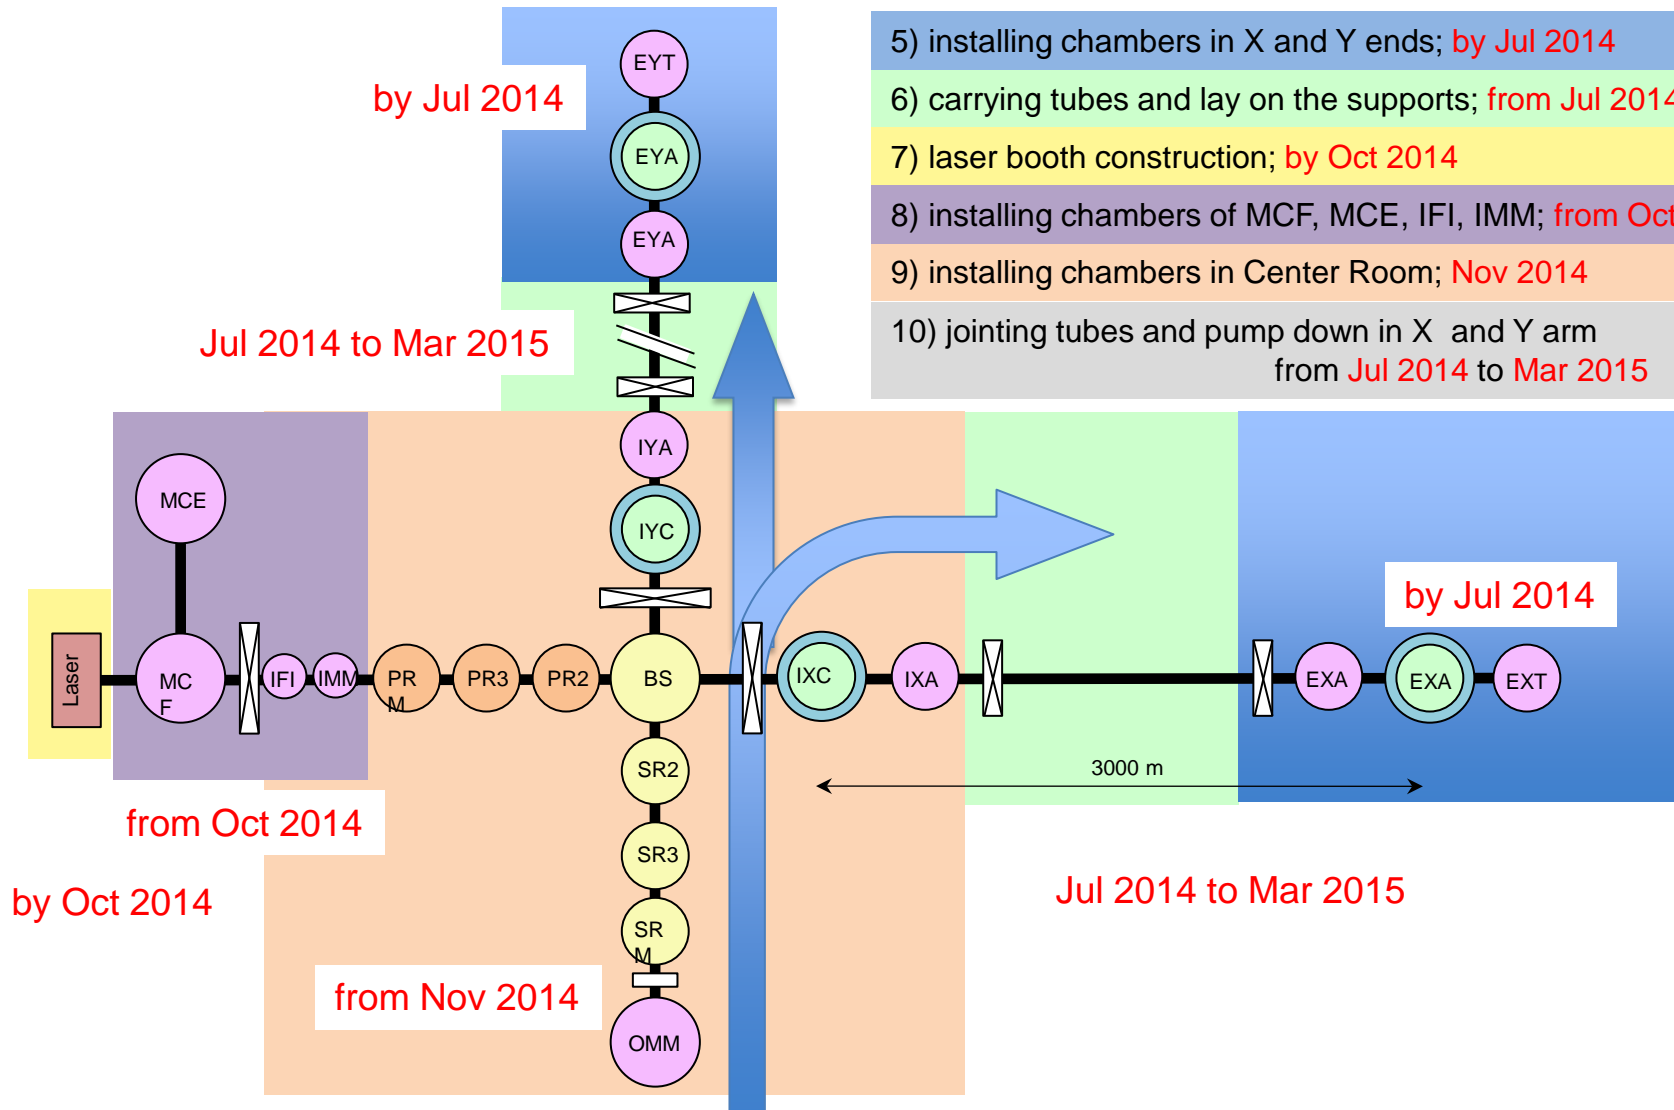 5) installing chambers in X and Y ends; by Jul 2014
6) carrying tubes and lay on the supports; from Jul 2014
7) laser booth construction; by Oct 2014
8) installing chambers of MCF, MCE, IFI, IMM; from Oct
9) installing chambers in Center Room; Nov 2014
10) jointing tubes and pump down in X and Y arm
from Jul 2014 to Mar 2015
EYT
by Jul 2014
EYA
EYA
Jul 2014 to Mar 2015
IYA
MCE
IYC
by Jul 2014
Laser
MC
F
IFI
IMM
PR
M
PR3
PR2
BS
IXC
IXA
EXA
EXA
EXT
SR2
3000 m
from Oct 2014
SR3
by Oct 2014
Jul 2014 to Mar 2015
SR
M
from Nov 2014
OMM